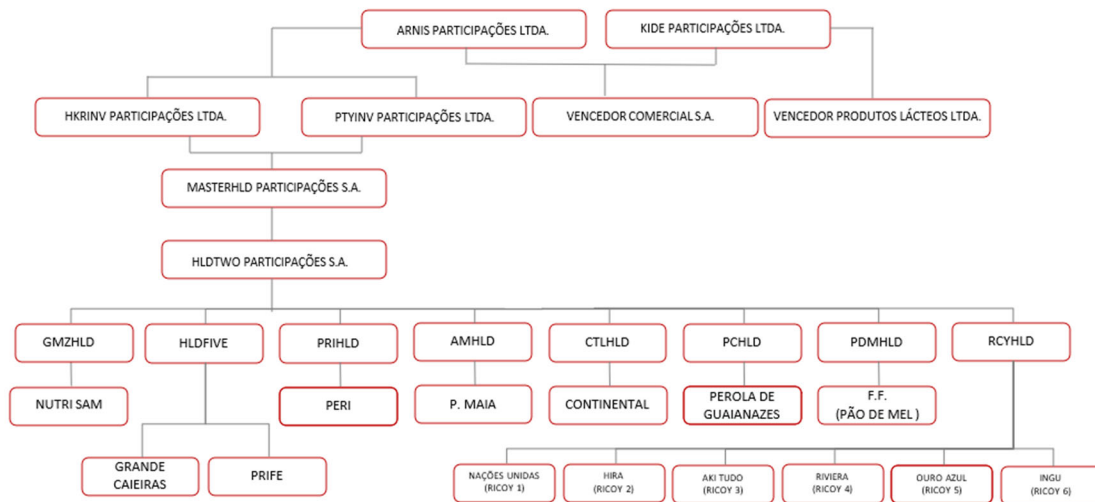 ARNIS PARTICIPAÇÕES LTDA.
KIDE PARTICIPAÇÕES LTDA.
HKRINV PARTICIPAÇÕES LTDA.
PTYINV PARTICIPAÇÕES LTDA.
VENCEDOR COMERCIAL S.A.
VENCEDOR PRODUTOS LÁCTEOS LTDA.
MASTERHLD PARTICIPAÇÕES S.A.
HLDTWO PARTICIPAÇÕES S.A.
GMZHLD
HLDFIVE
PRIHLD
AMHLD
CTLHLD
PCHLD
PDMHLD
RCYHLD
NUTRI SAM
PERI
P. MAIA
CONTINENTAL
PEROLA DE
GUAIANAZES
F.F.
(PÃO DE MEL )
GRANDE
CAIEIRAS
PRIFE
NAÇÕES UNIDAS
(RICOY 1)
HIRA
(RICOY 2)
AKI TUDO
(RICOY 3)
RIVIERA
(RICOY 4)
OURO AZUL
(RICOY 5)
INGU
(RICOY 6)